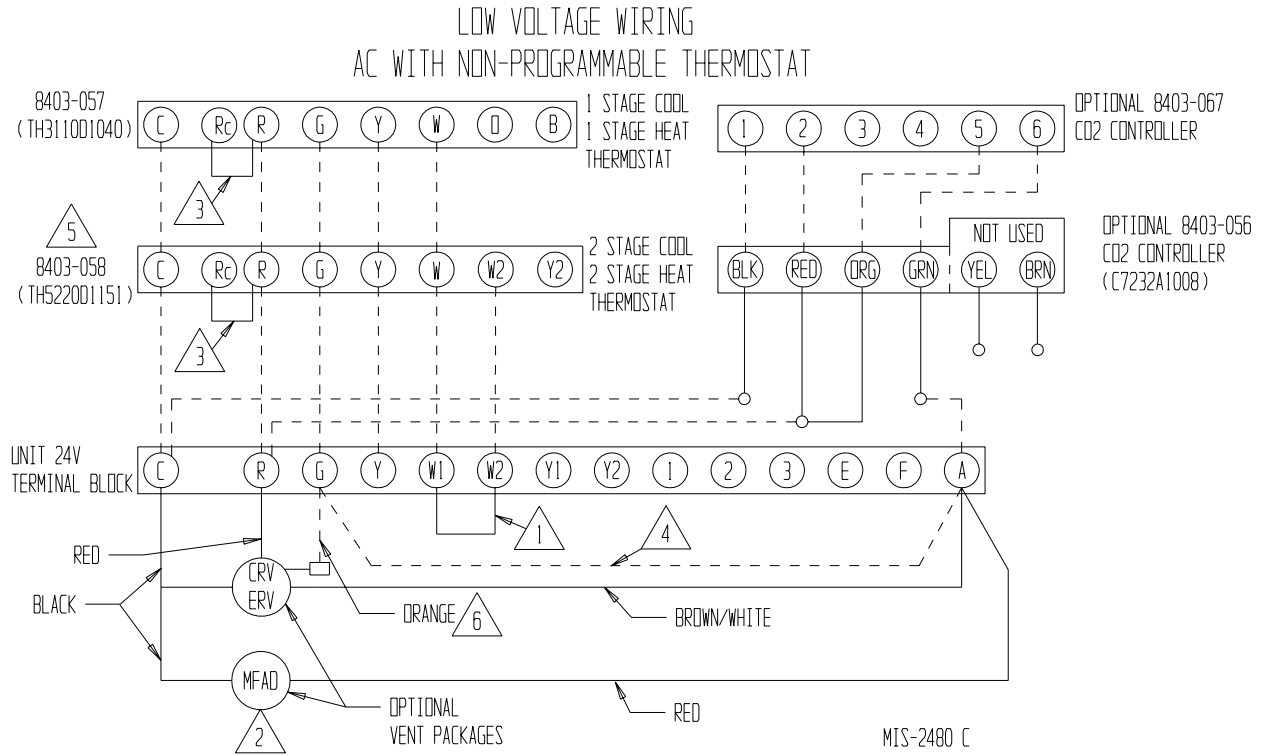 LOW VOLTAGE WIRING
AC WITH NON-PROGRAMMABLE THERMOSTAT
8403-057
(TH3110D1040)
C Rc R G Y W O B
1 STAGE COOL
1 STAGE HEAT
THERMOSTAT
1 2 3 4 5 6
OPTIONAL 8403-067
CO2 CONTROLLER
3
5
8403-058
(TH5220D1151)
C Rc R G Y W W2 Y2
2 STAGE COOL
2 STAGE HEAT
THERMOSTAT
NOT USED
BLK RED ORG GRN YEL BRN
OPTIONAL 8403-056
CO2 CONTROLLER
(C7232A1008)
3
UNIT 24V
TERMINAL BLOCK
C R G Y W1 W2 Y1 Y2 1 2 3 E F A
1
4
RED
CRV
ERV
BLACK
ORANGE
6
BROWN/WHITE
MFAD
2
OPTIONAL
VENT PACKAGES
RED
MIS-2480 C